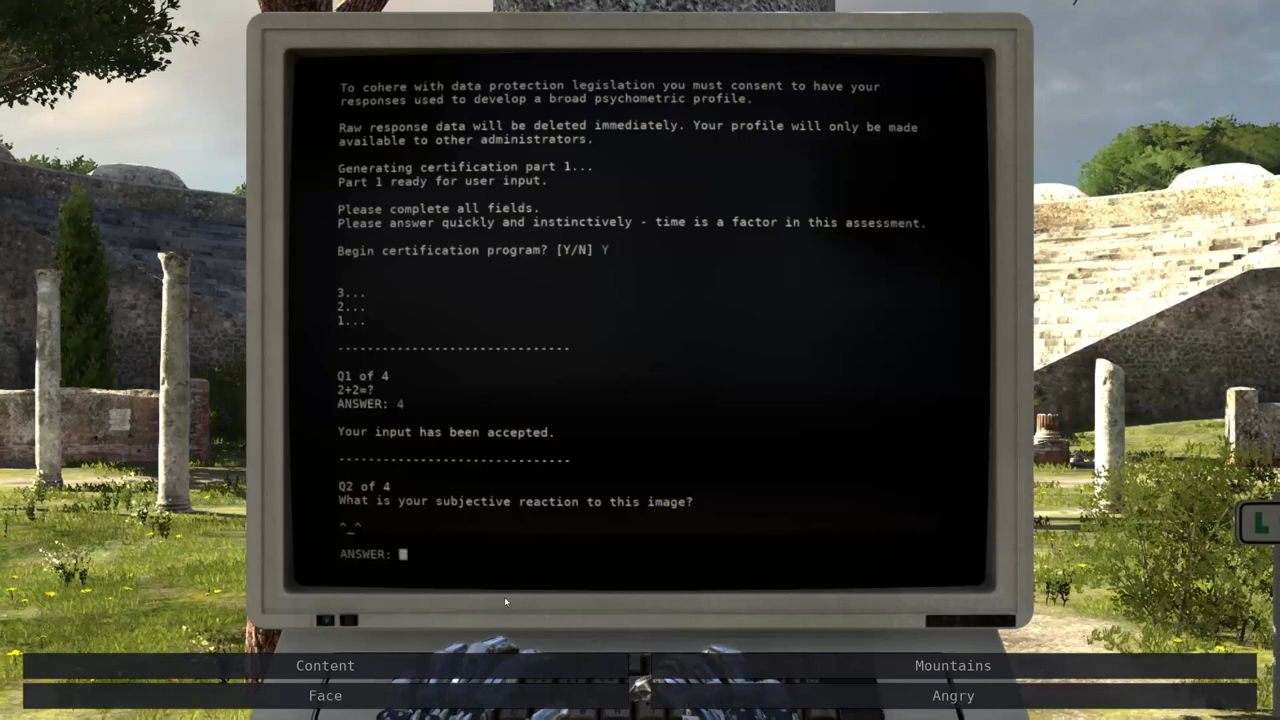 To cohere with data protection legislation you must consent to have your
responses used to develop a broad psychometric profile.
Raw response data will be deleted immediately. Your profile will only be made
available to other administrators.
Generating certification part 1...
Part 1 ready for user input.
Please complete all fields.
Please answer quickly and instinctively - time is a factor in this assessment.
Begin certification program? [Y/N] Y
3...
2...
1...
-----------------------------
Q1 of 4
2+2=?
ANSWER: 4
Your input has been accepted.
-----------------------------
Q2 of 4
What is your subjective reaction to this image?
^_^
ANSWER:
L
Content
Mountains
Face
Angry